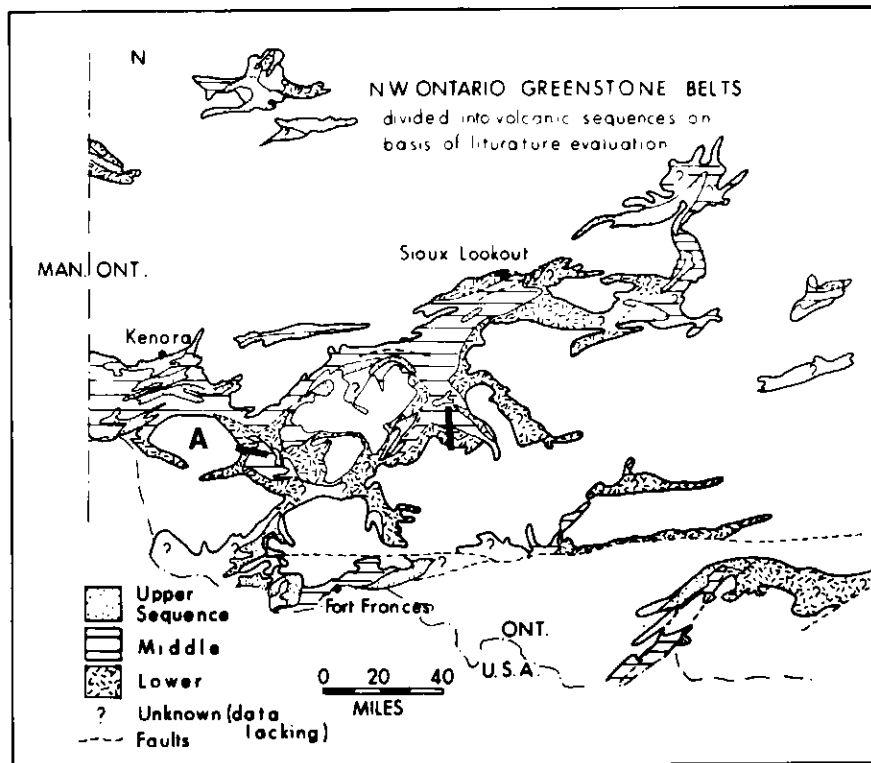 N
NW ONTARIO GREENSTONE BELTS
divided into volcanic sequences on
basis of liturature evaluation
Sioux Lookout
MAN. ONT.
Kenora
A
?
?
?
?
?
?
Fort Frances
Upper
Sequence
Middle
Lower
? Unknown (data
lacking)
Faults
ONT.
U.S.A.
0 20 40
MILES